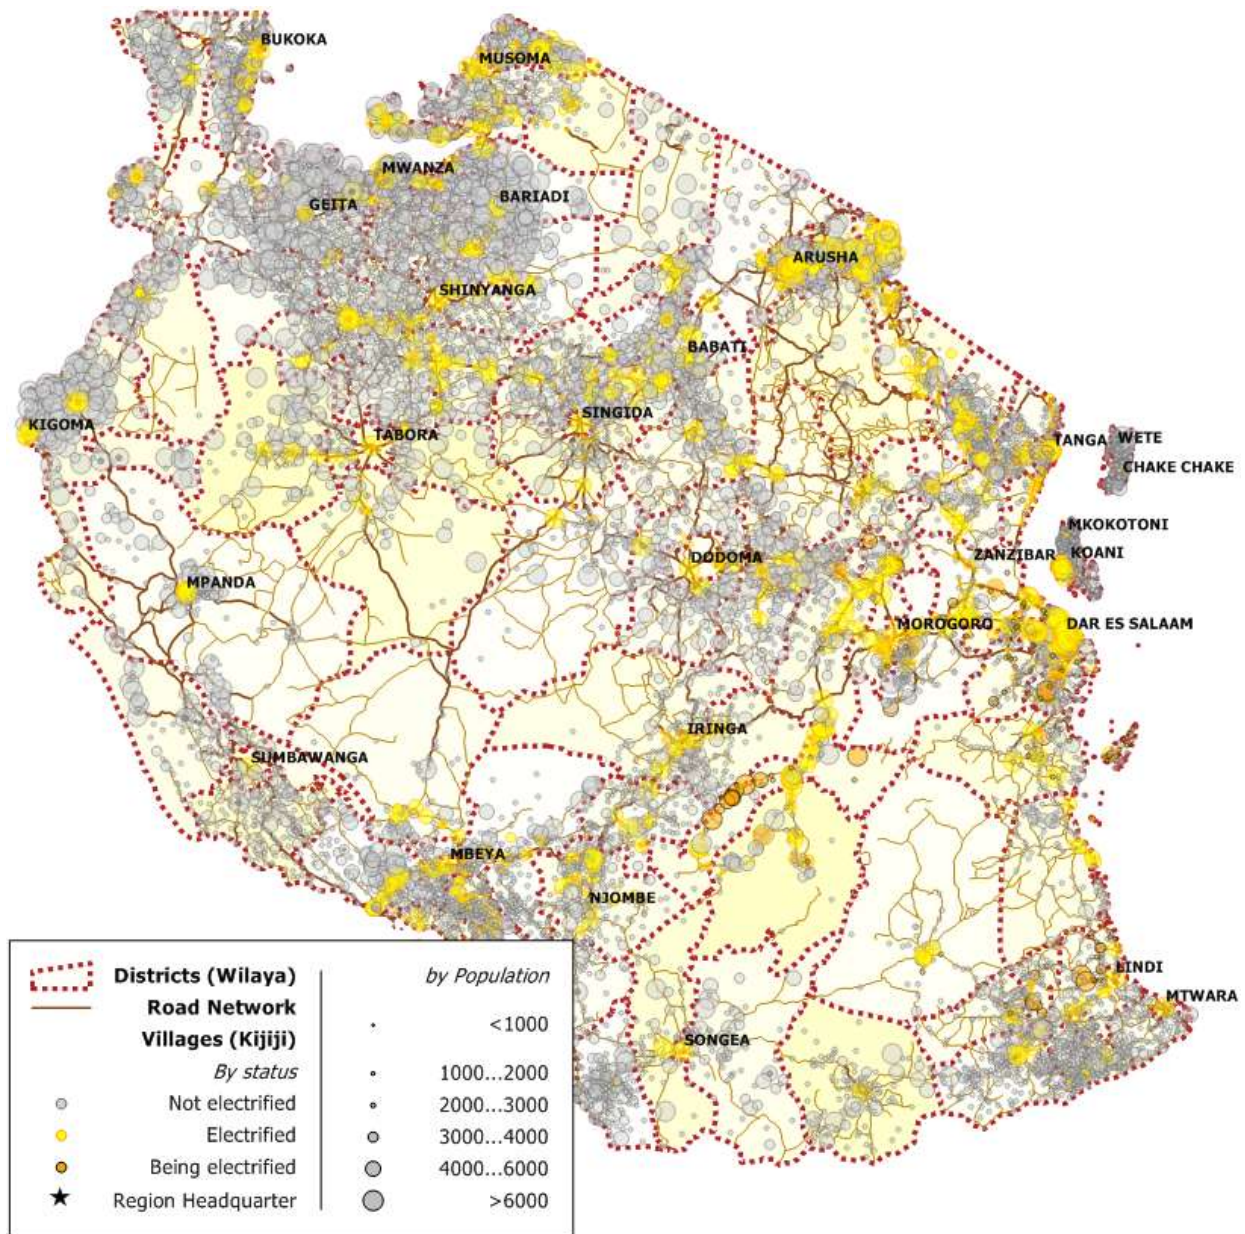 BUKOKA
MUSOMA
MWANZA
BARIADI
GEITA
ARUSHA
SHINYANGA
BABATI
SINGIDA
KIGOMA
TABORA
TANGA
WETE
CHAKE CHAKE
MKOKOTONI
ZANZIBAR
KOANI
DODOMA
MPANDA
MOROGORO
DAR ES SALAAM
IRINGA
SUMBAWANGA
MBEYA
NJOMBE
LINDI
MTWARA
SONGEA
Districts (Wilaya)
Road Network
Villages (Kijiji)
By status
Not electrified
Electrified
Being electrified
Region Headquarter
by Population
<1000
1000...2000
2000...3000
3000...4000
4000...6000
>6000